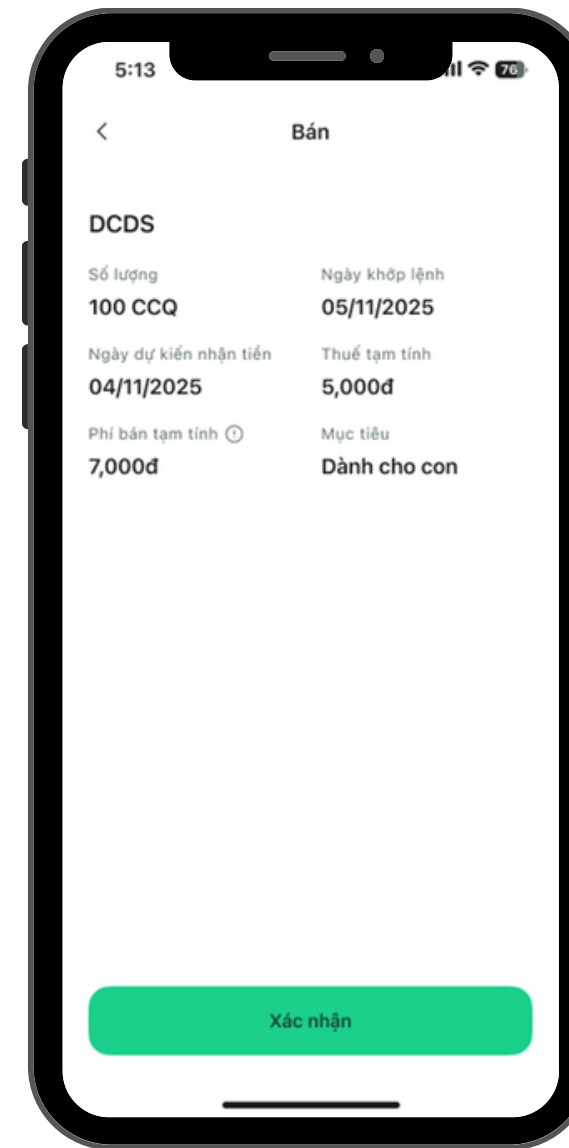 5:13
76
Bán
DCDS
Số lượng
Ngày khớp lệnh
100 CCQ
05/11/2025
Ngày dự kiến nhận tiền
Thuế tạm tính
04/11/2025
5,000đ
Phí bán tạm tính
Mục tiêu
7,000đ
Dành cho con
Xác nhận